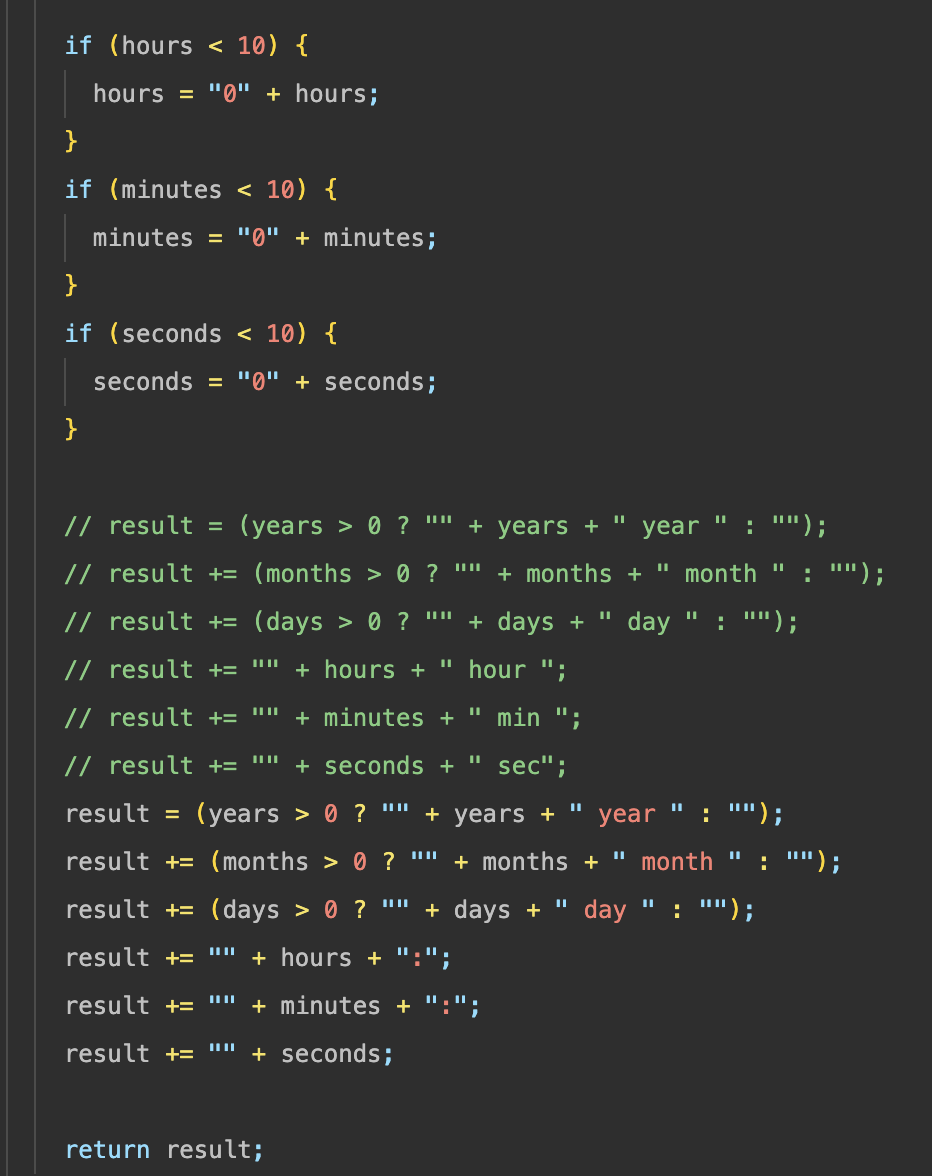 if (hours < 10) {
hours = "0" + hours;
}
if (minutes < 10) {
minutes = "0" + minutes;
}
if (seconds < 10) {
seconds = "0" + seconds;
}
// result = (years > 0 ? "" + years + " year " : "");
// result += (months > 0 ? "" + months + " month " : "");
// result += (days > 0 ? "" + days + " day " : "");
// result += "" + hours + " hour ";
// result += "" + minutes + " min ";
// result += "" + seconds + " sec";
result = (years > 0 ? "" + years + " year " : "");
result += (months > 0 ? "" + months + " month " : "");
result += (days > 0 ? "" + days + " day " : "");
result += "" + hours + ":";
result += "" + minutes + ":";
result += "" + seconds;
return result;